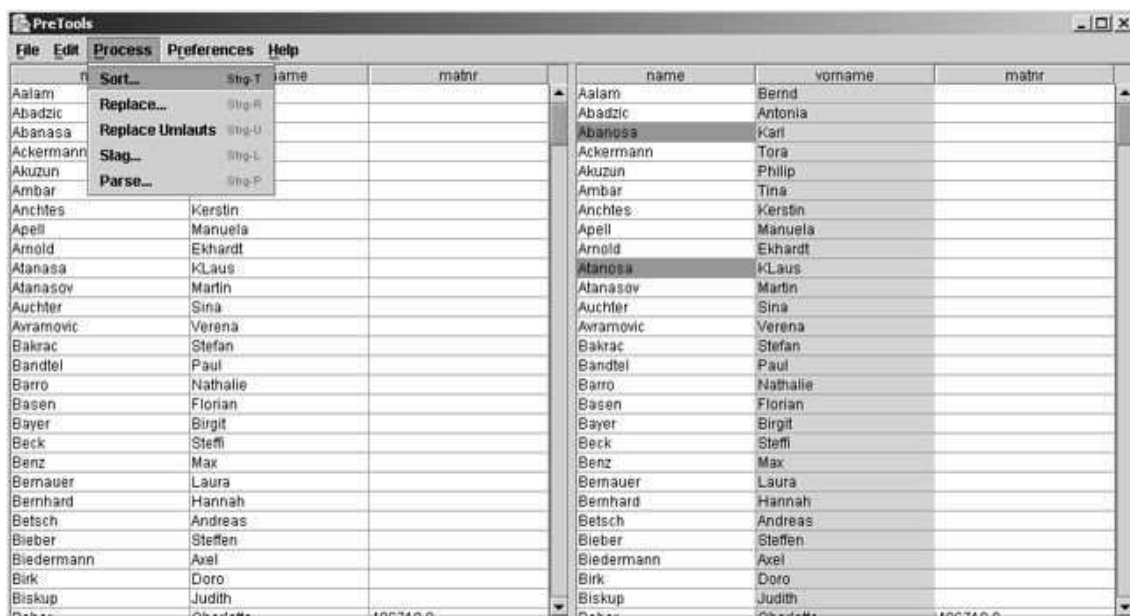 PreTools
File Edit Process Preferences Help
Sort... Strg-T
Replace... Strg-R
Replace Umlauts Strg-U
Slag... Strg-L
Parse... Strg-P
n name matnr name vorname matnr
Aalam Aalam Bernd
Abadzic Abadzic Antonia
Abanasa Abanosa Karl
Ackermann Ackermann Tora
Akuzun Akuzun Philip
Ambar Ambar Tina
Anchtes Kerstin Anchtes Kerstin
Apell Manuela Apell Manuela
Arnold Ekhardt Arnold Ekhardt
Atanasa KLaus Atanosa KLaus
Atanasov Martin Atanasov Martin
Auchter Sina Auchter Sina
Avramovic Verena Avramovic Verena
Bakrac Stefan Bakrac Stefan
Bandtel Paul Bandtel Paul
Barro Nathalie Barro Nathalie
Basen Florian Basen Florian
Bayer Birgit Bayer Birgit
Beck Steffi Beck Steffi
Benz Max Benz Max
Bernauer Laura Bernauer Laura
Bernhard Hannah Bernhard Hannah
Betsch Andreas Betsch Andreas
Bieber Steffen Bieber Steffen
Biedermann Axel Biedermann Axel
Birk Doro Birk Doro
Biskup Judith Biskup Judith